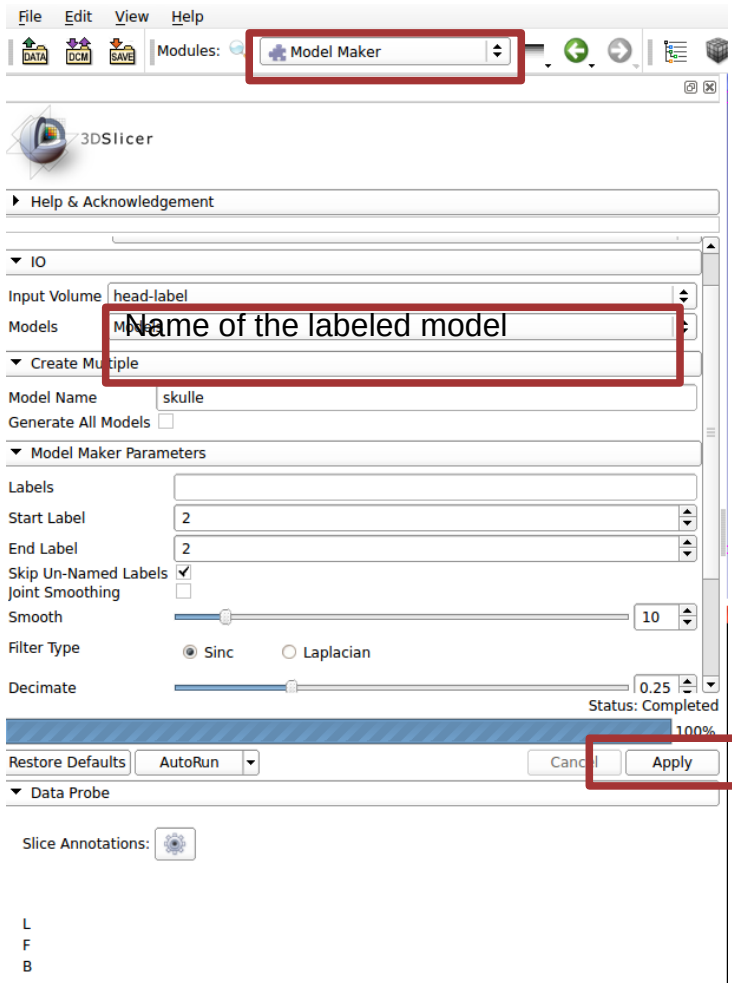 File Edit View Help
DATA DCM SAVE Modules: Model Maker
3DSlicer
Help & Acknowledgement
IO
Input Volume head-label
Name of the labeled model
Models Models
Create Multiple
Model Name skulle
Generate All Models
Model Maker Parameters
Labels
Start Label 2
End Label 2
Skip Un-Named Labels
Joint Smoothing
Smooth 10
Filter Type Sinc Laplacian
Decimate 0.25
Status: Completed
100%
Restore Defaults AutoRun Cancel Apply
Data Probe
Slice Annotations:
L
F
B